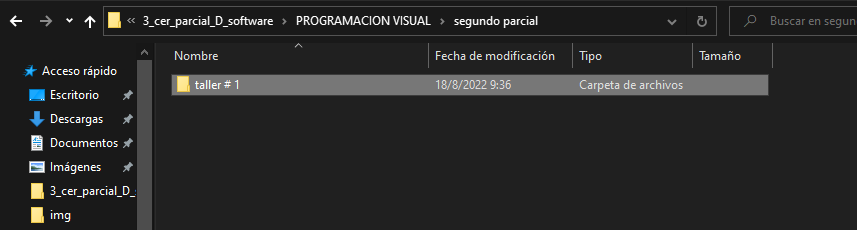 « 3_cer_parcial_D_software › PROGRAMACION VISUAL › segundo parcial
Buscar en segun
Nombre Fecha de modificación Tipo Tamaño
Acceso rápido
taller # 1 18/8/2022 9:36 Carpeta de archivos
Escritorio
Descargas
Documentos
Imágenes
3_cer_parcial_D_
img